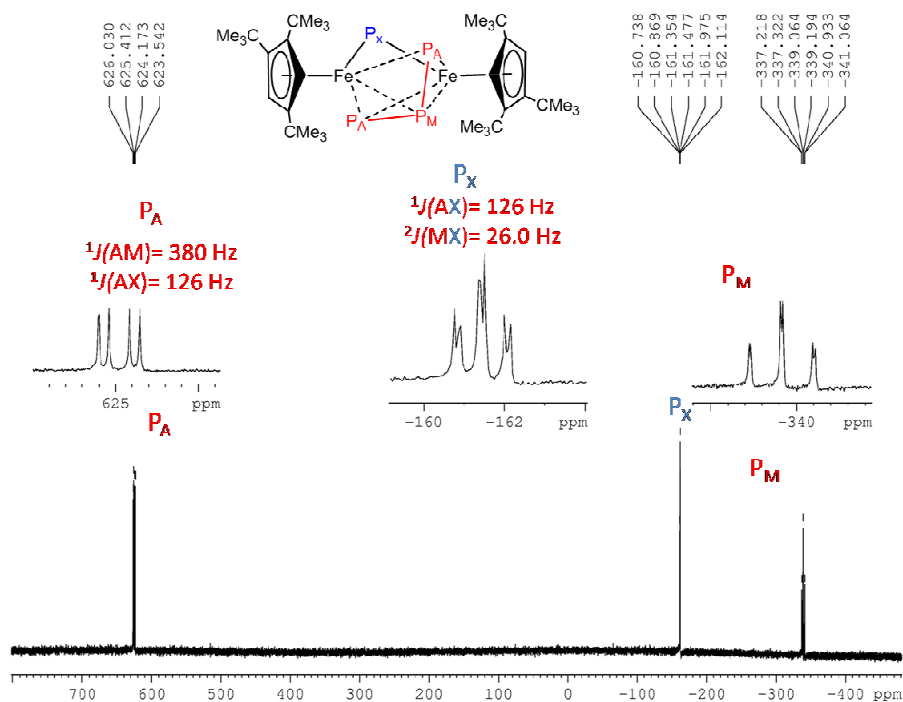 626.030
625.412
624.173
623.542
-160.738
-160.869
-161.354
-161.477
-161.975
-162.114
-337.218
-337.322
-339.064
-339.194
-340.933
-341.064
Me3C
CMe3
CMe3
Fe
Px
PA
PA
PM
Fe
Me3C
Me3C
CMe3
PA
1J(AM)= 380 Hz
1J(AX)= 126 Hz
625 ppm
PX
1J(AX)= 126 Hz
2J(MX)= 26.0 Hz
-160 -162 ppm
PM
-340 ppm
PA
PX
PM
700 600 500 400 300 200 100 0 -100 -200 -300 -400 ppm